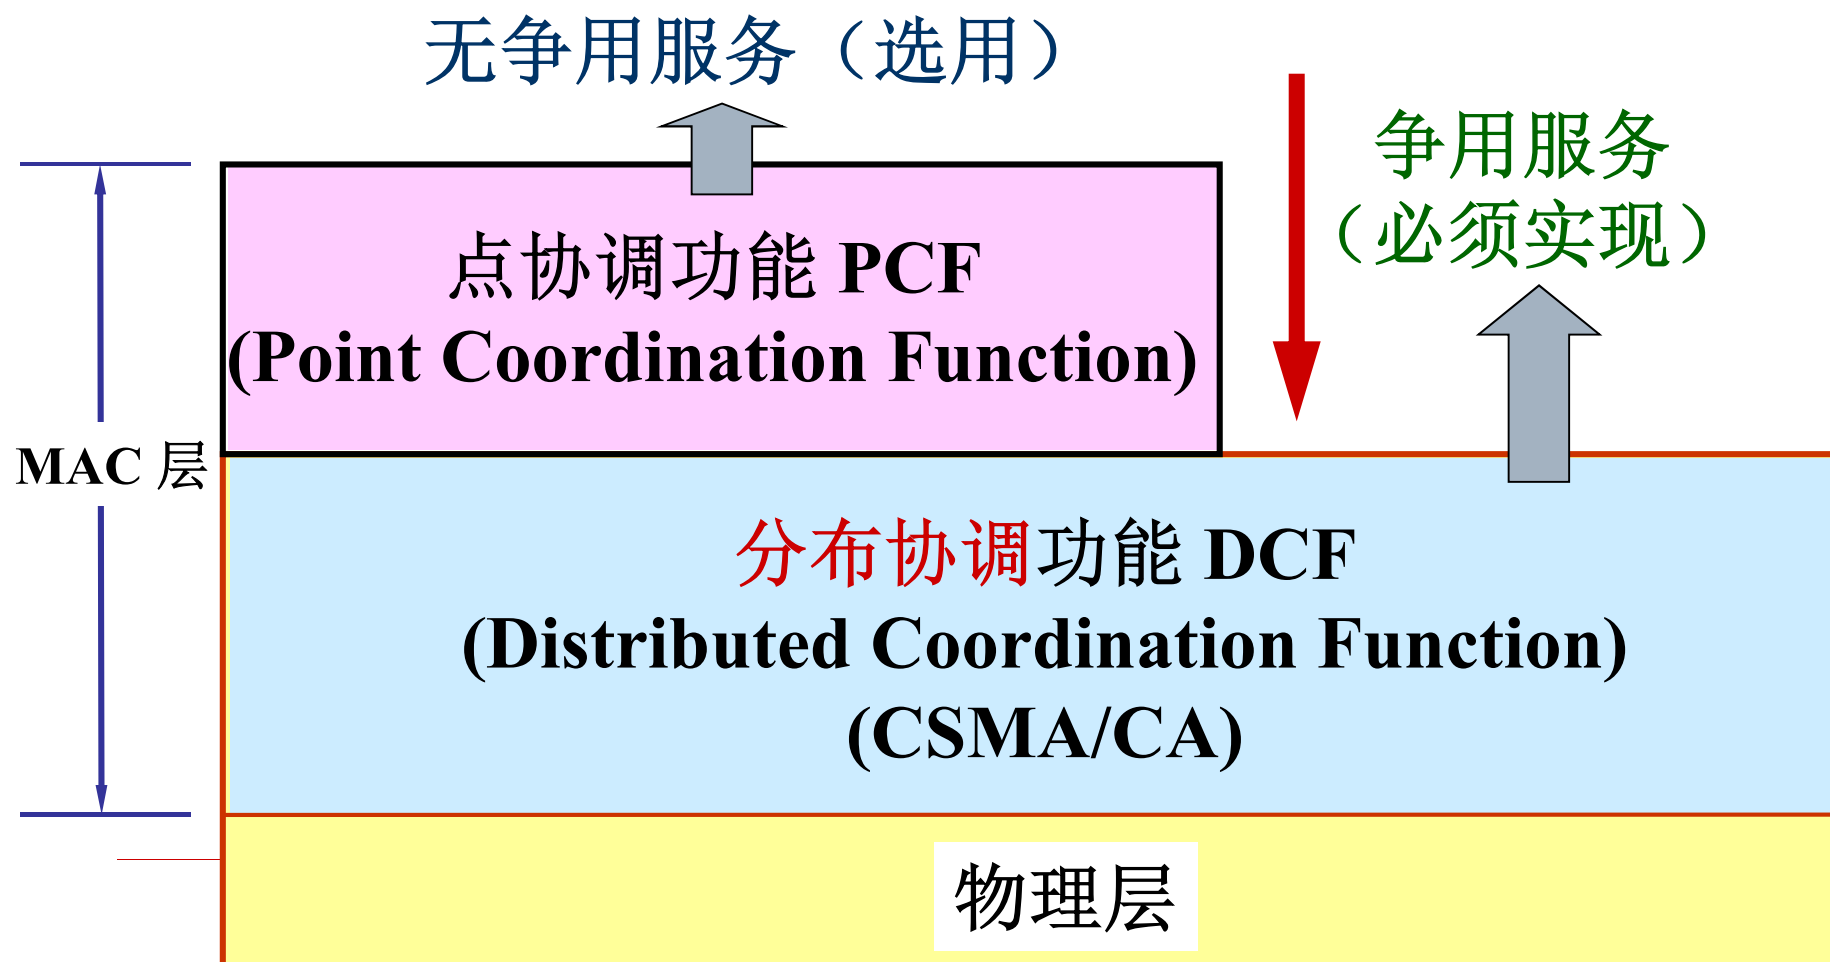 无争用服务（选用）
争用服务
（必须实现）
点协调功能 PCF
(Point Coordination Function)
MAC 层
分布协调功能 DCF
(Distributed Coordination Function)
(CSMA/CA)
物理层